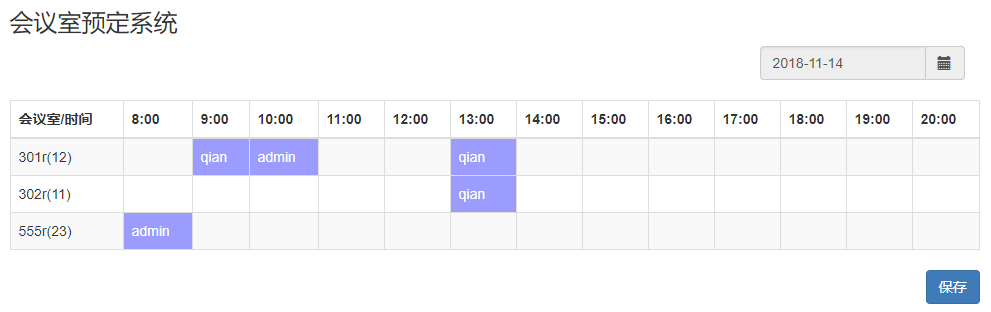 会议室预定系统
2018-11-14
会议室/时间 8:00 9:00 10:00 11:00 12:00 13:00 14:00 15:00 16:00 17:00 18:00 19:00 20:00
301r(12) qian admin qian
302r(11) qian
555r(23) admin
保存